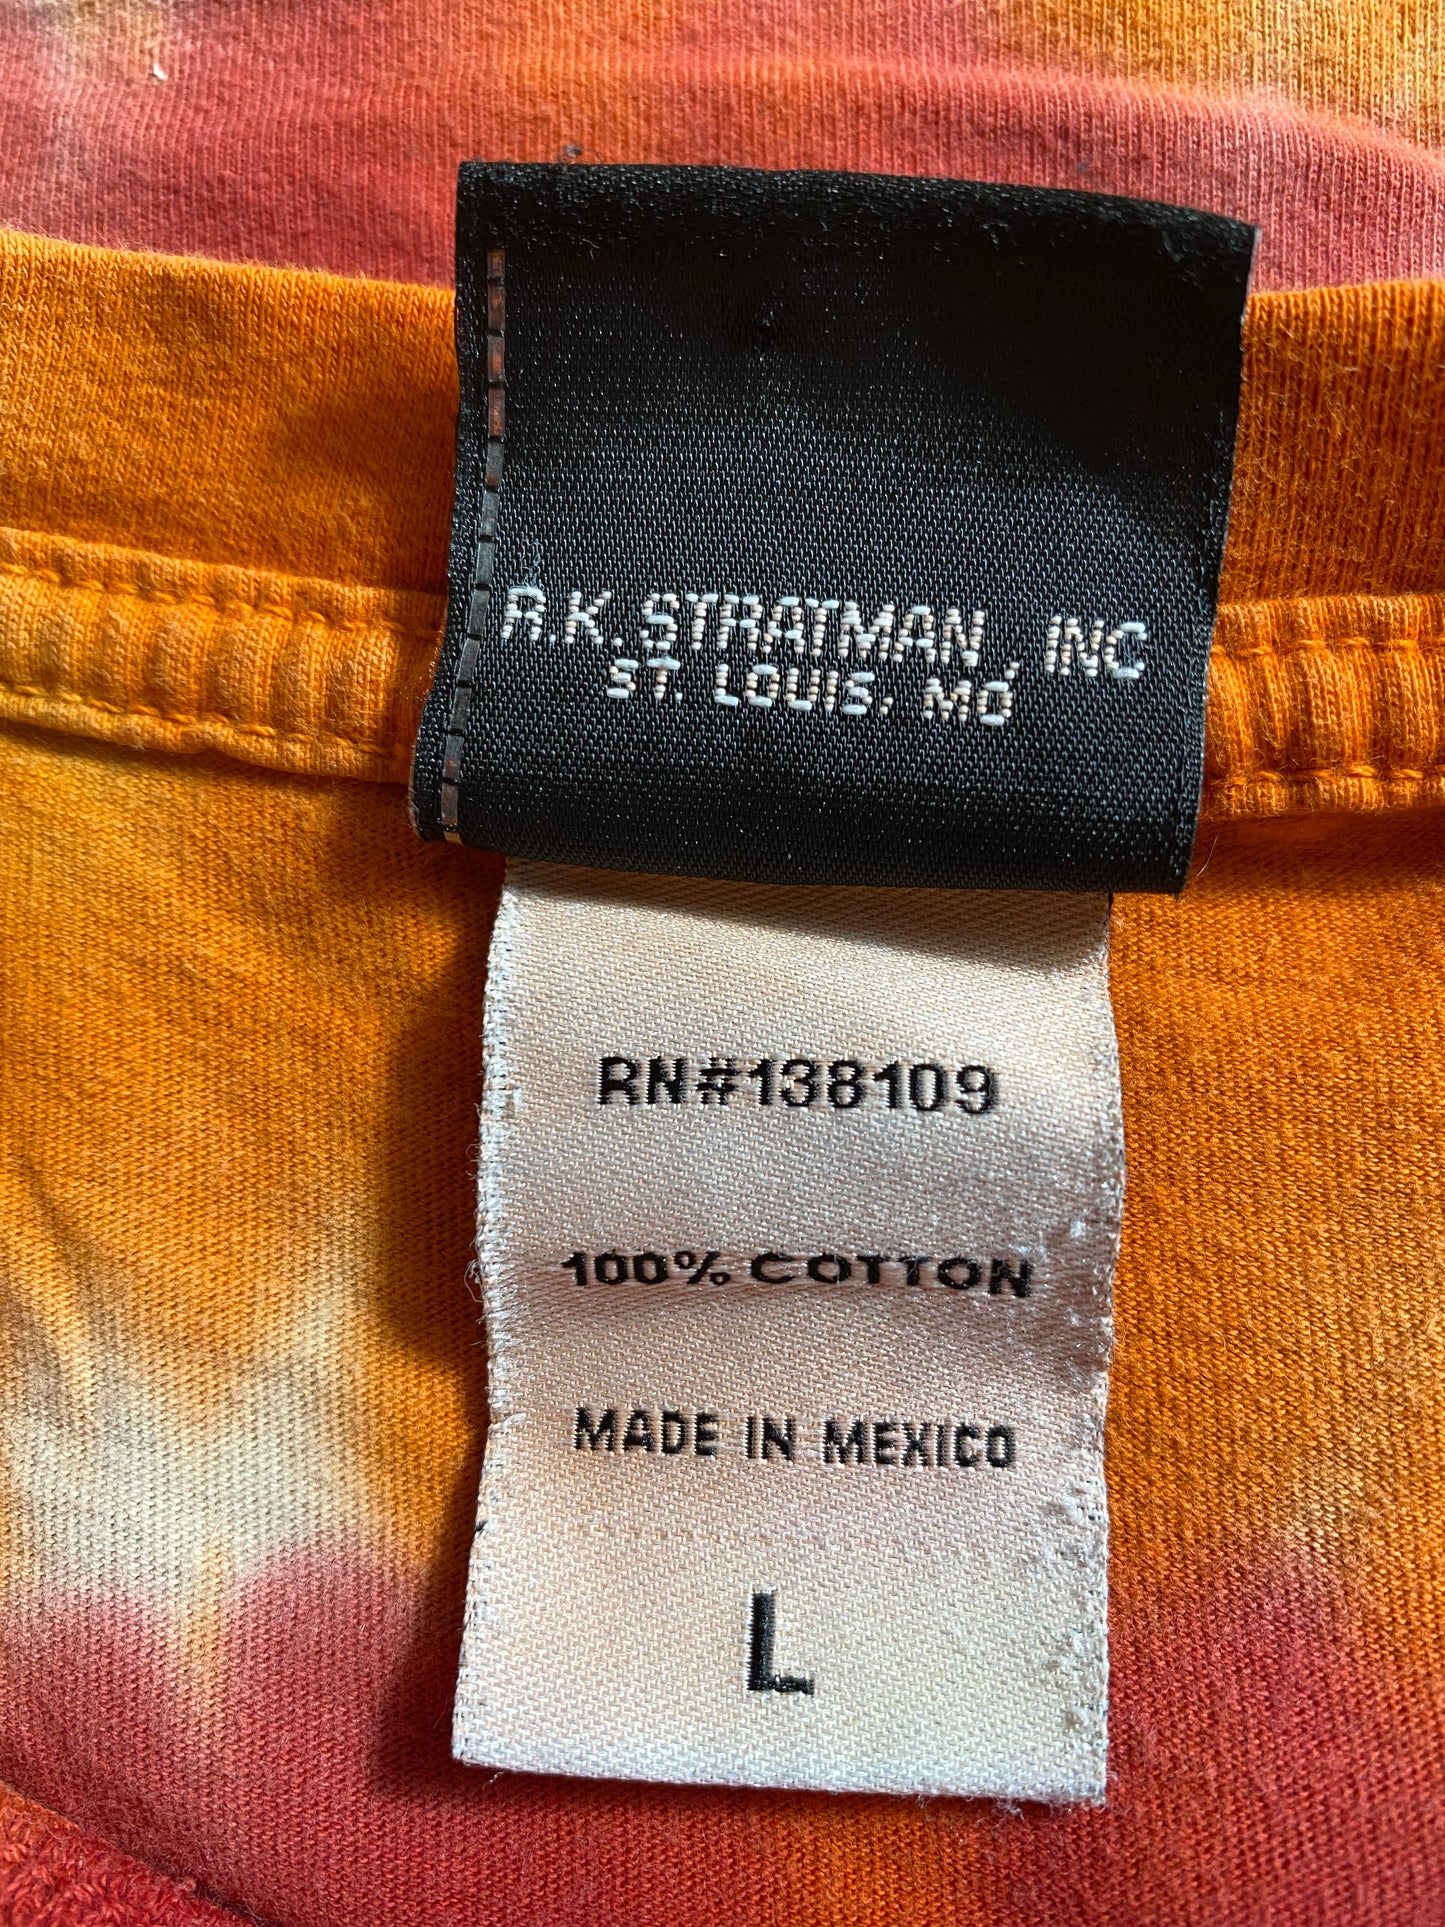 R.K. STRATMAN, INC
ST. LOUIS, MO
RN#138109
100% COTTON
MADE IN MEXICO
L